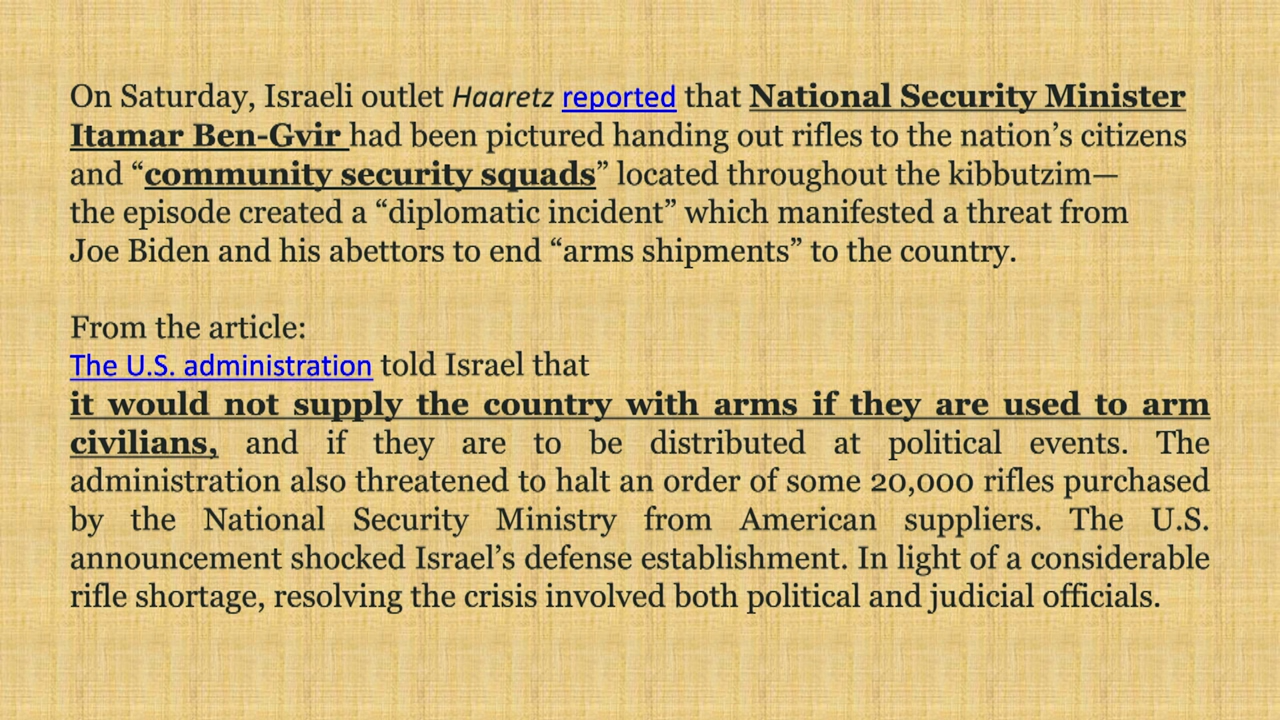 On Saturday, Israeli outlet Haaretz reported that National Security Minister
Itamar Ben-Gvir had been pictured handing out rifles to the nation’s citizens
and “community security squads” located throughout the kibbutzim—
the episode created a “diplomatic incident” which manifested a threat from
Joe Biden and his abettors to end “arms shipments” to the country.
From the article:
The U.S. administration told Israel that
it would not supply the country with arms if they are used to arm
civilians, and if they are to be distributed at political events. The
administration also threatened to halt an order of some 20,000 rifles purchased
by the National Security Ministry from American suppliers. The U.S.
announcement shocked Israel’s defense establishment. In light of a considerable
rifle shortage, resolving the crisis involved both political and judicial officials.